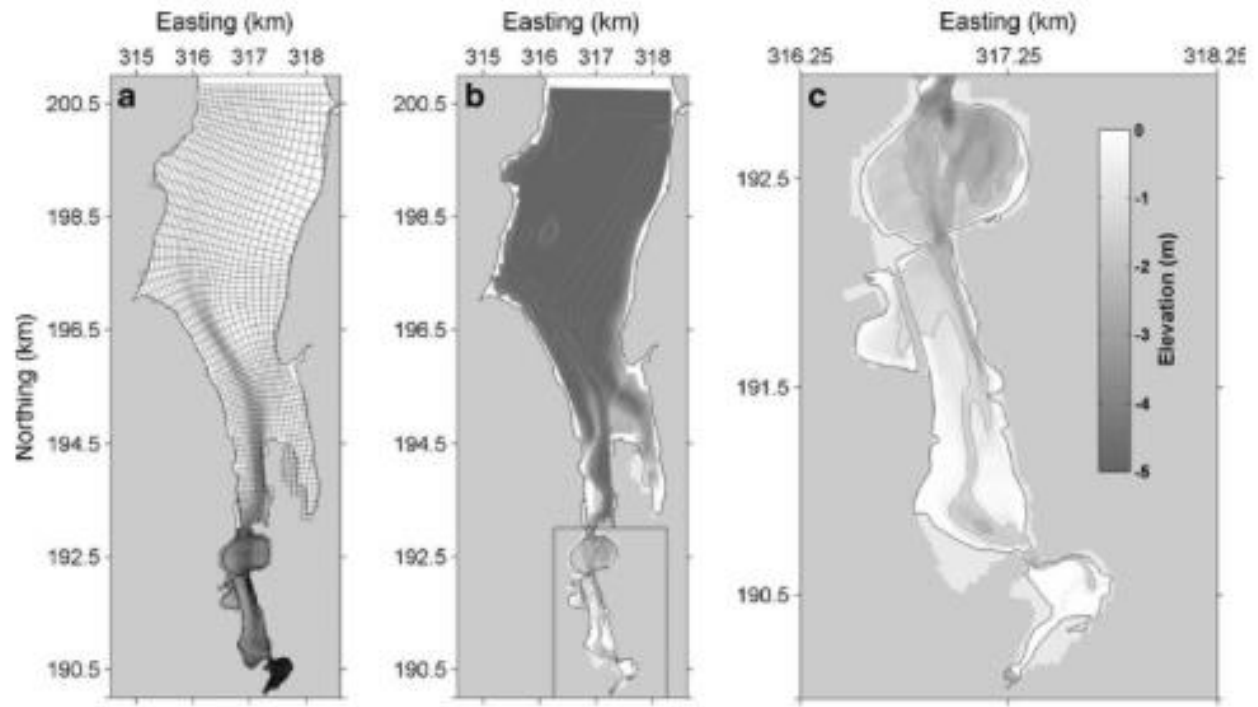 Easting (km)
315 316 317 318
a
200.5
198.5
196.5
194.5
192.5
190.5
Northing (km)
Easting (km)
315 316 317 318
b
200.5
198.5
196.5
194.5
192.5
190.5
Easting (km)
316.25 317.25 318.25
c
192.5
191.5
190.5
0
-1
-2
-3
-4
-5
Elevation (m)